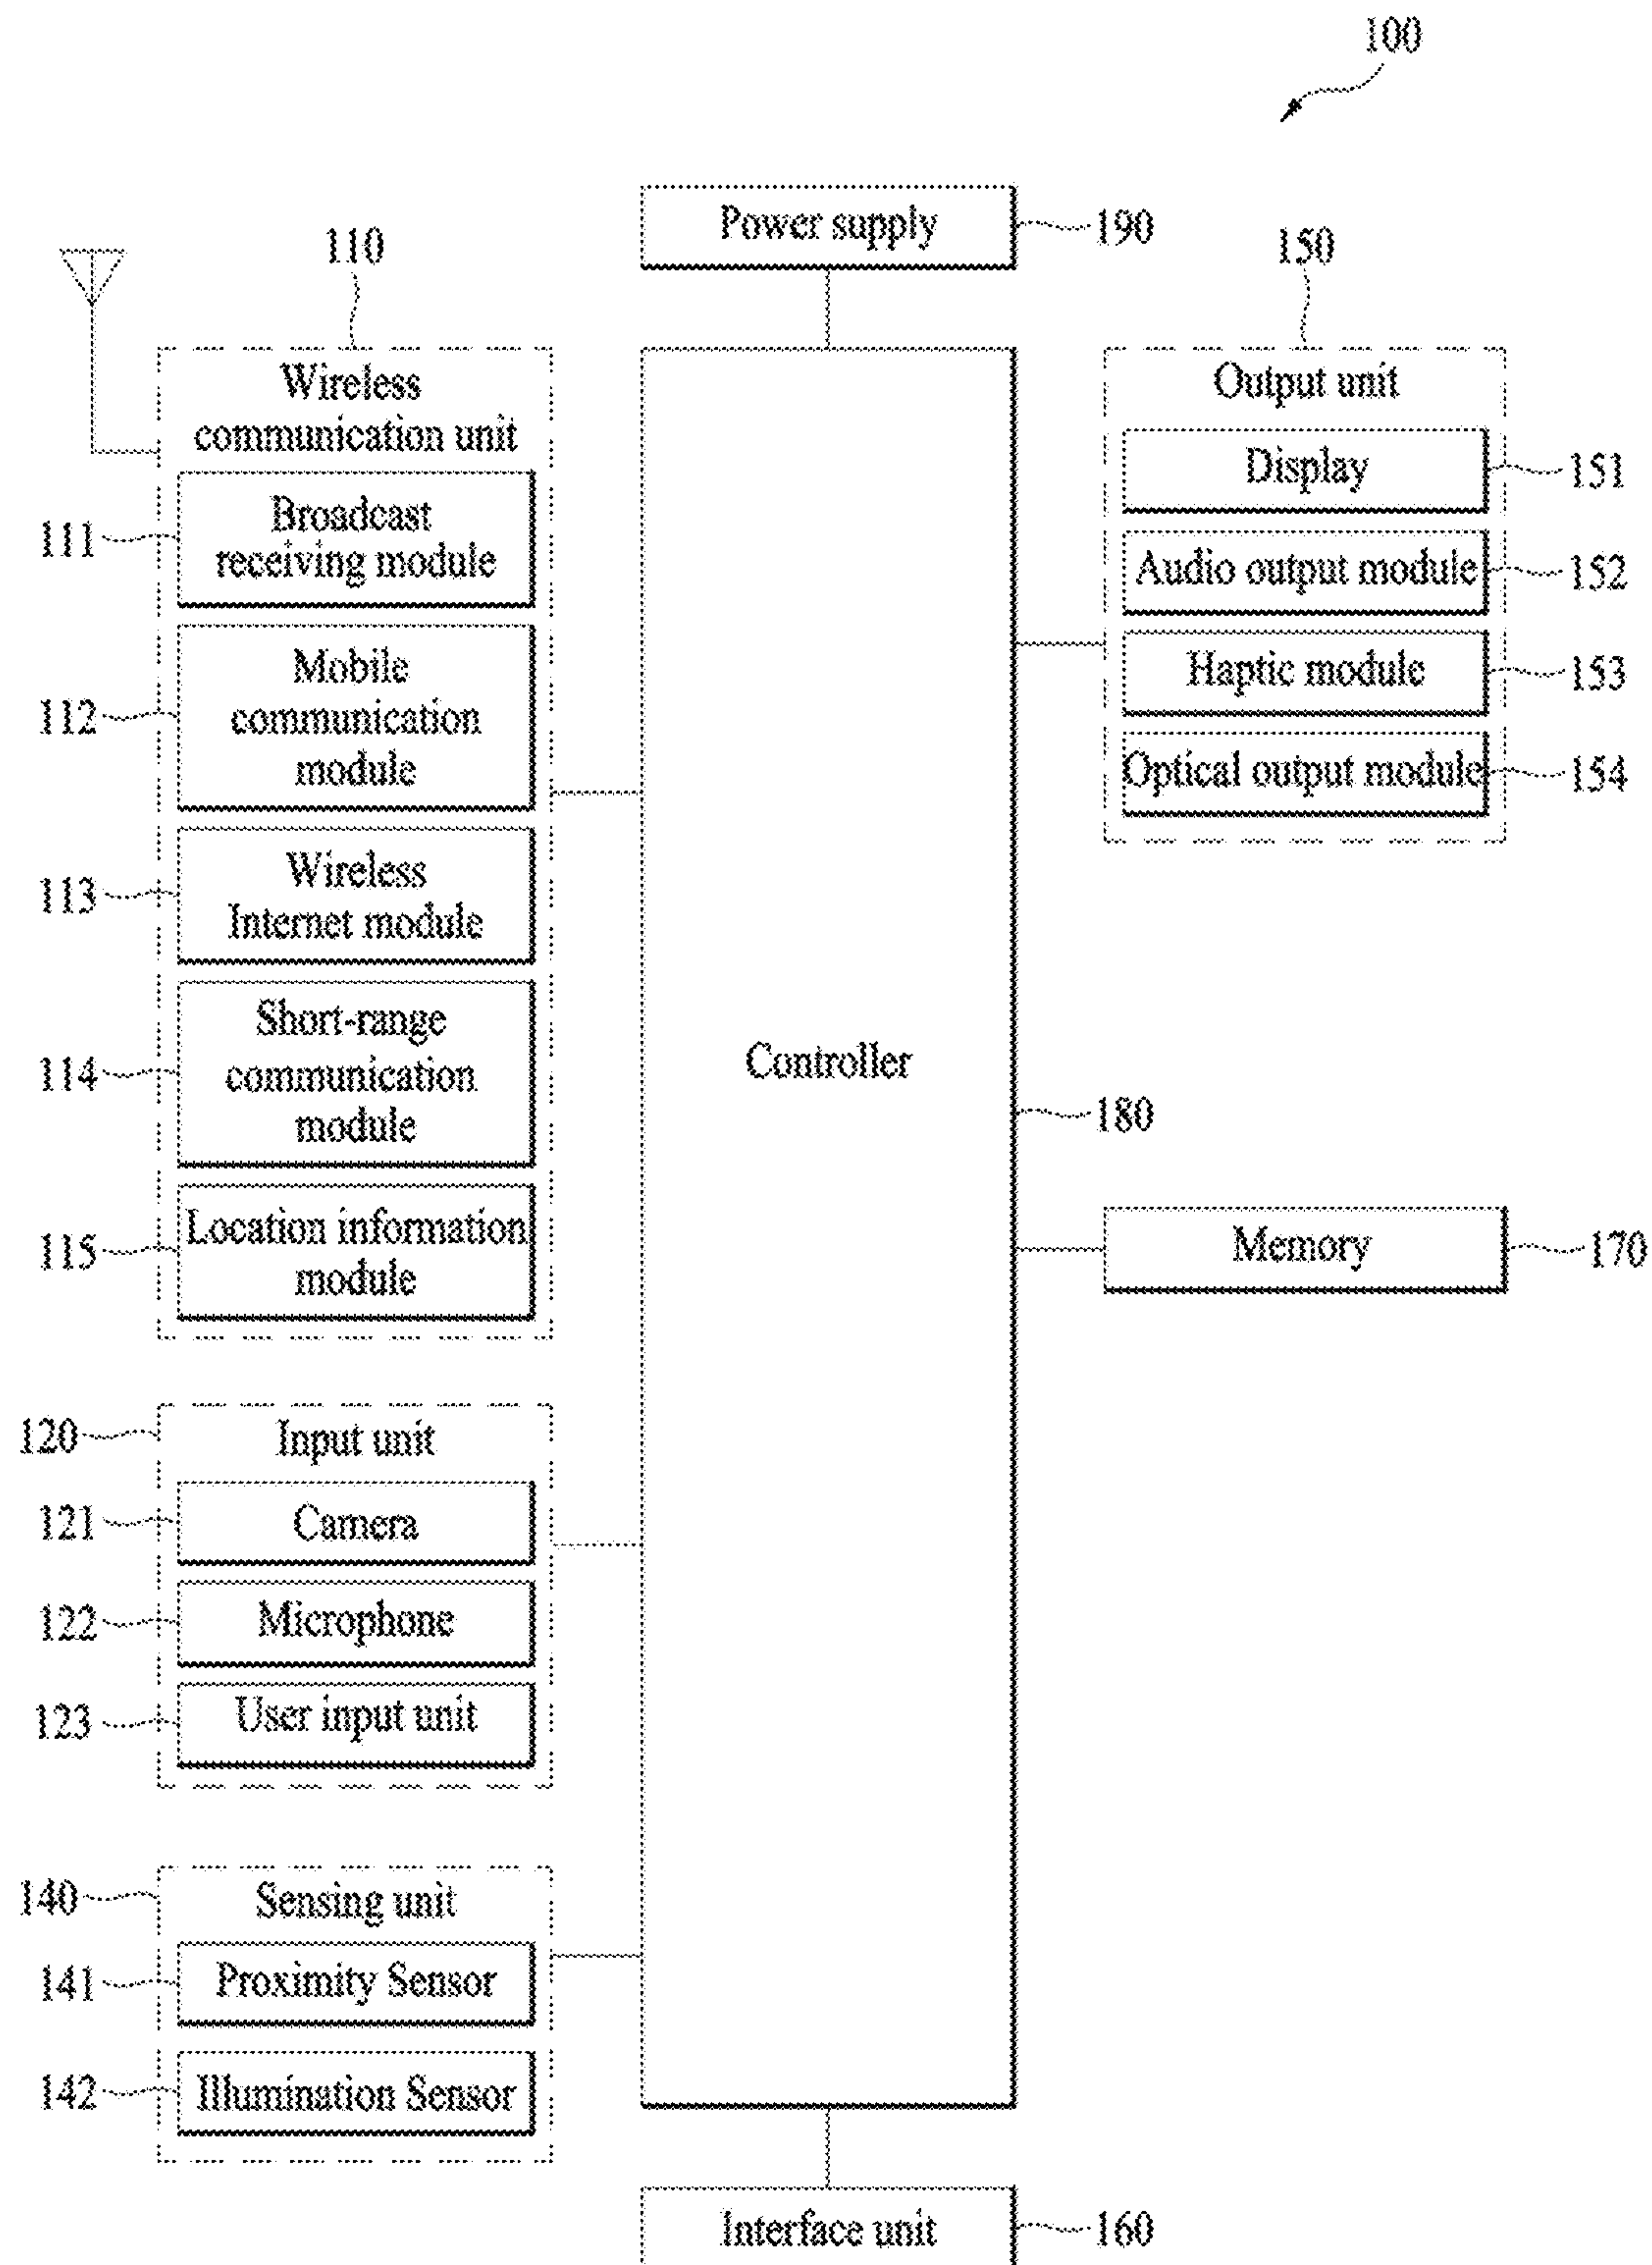 100
Power supply
190
110
150
Wireless
communication unit
111
Broadcast
receiving module
112
Mobile
communication
module
113
Wireless
Internet module
114
Short-range
communication
module
115
Location information
module
120
Input unit
121
Camera
122
Microphone
123
User input unit
140
Sensing unit
141
Proximity Sensor
142
Illumination Sensor
Controller
180
Output unit
Display
151
Audio output module
152
Haptic module
153
Optical output module
154
Memory
170
Interface unit
160